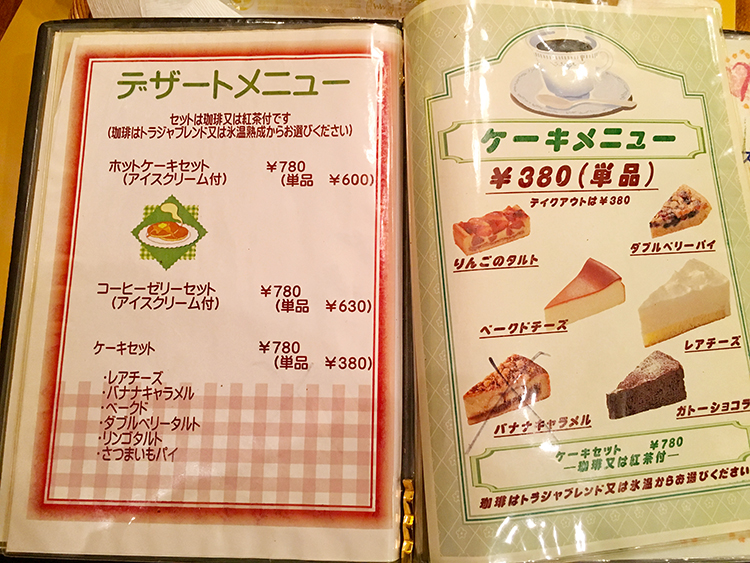 デザートメニュー
セットは珈琲又は紅茶付です
(珈琲はトラジャブレンド又は氷温熟成からお選びください)
ホットケーキセット ￥780
(アイスクリーム付) (単品 ￥600)
コーヒーゼリーセット ￥780
(アイスクリーム付) (単品 ￥630)
ケーキセット ￥780
(単品 ￥380)
・レアチーズ
・バナナキャラメル
・ベークド
・ダブルベリータルト
・リンゴタルト
・さつまいもパイ
ケーキメニュー
￥380(単品)
テイクアウトは￥380
りんごのタルト
ダブルベリーパイ
ベークドチーズ
レアチーズ
バナナキャラメル
ガトーショコラ
ケーキセット ￥780
―珈琲又は紅茶付―
珈琲はトラジャブレンド又は氷温からお選びください